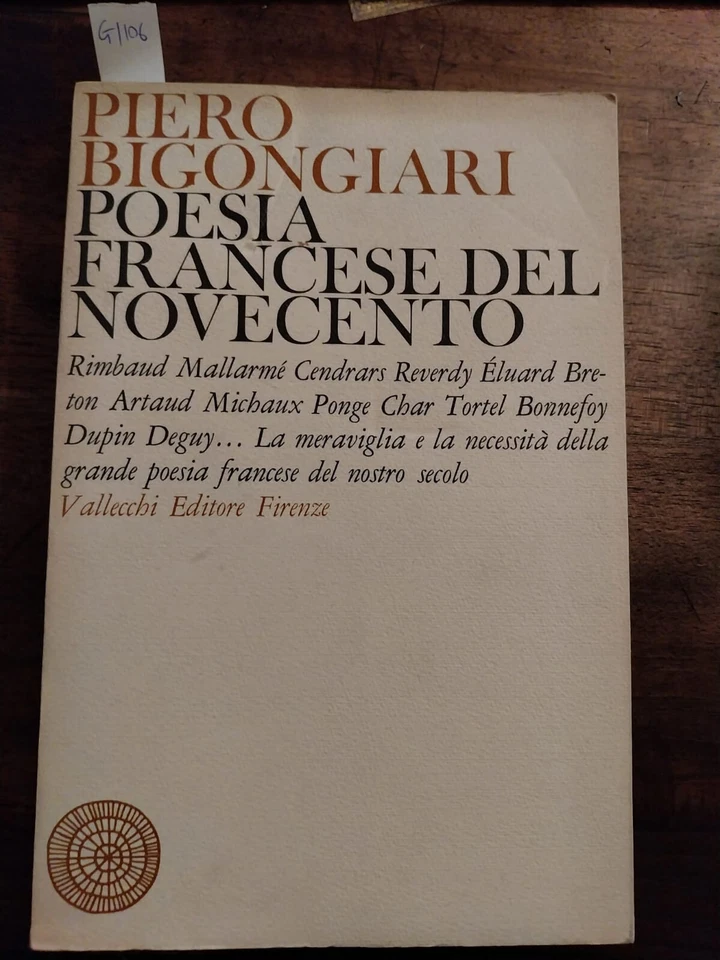 G/106
PIERO
BIGONGIARI
POESIA
FRANCESE DEL
NOVECENTO
Rimbaud Mallarmé Cendrars Reverdy Éluard Bre-
ton Artaud Michaux Ponge Char Tortel Bonnefoy
Dupin Deguy... La meraviglia e la necessità della
grande poesia francese del nostro secolo
Vallecchi Editore Firenze